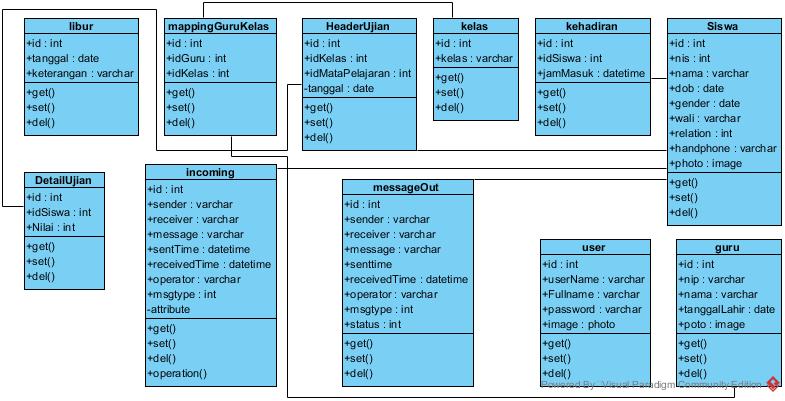 libur
+id : int
+tanggal : date
+keterangan : varchar
+get()
+set()
+del()
mappingGuruKelas
+id : int
+idGuru : int
+idKelas : int
+get()
+set()
+del()
HeaderUjian
+id : int
+idKelas : int
+idMataPelajaran : int
-tanggal : date
+get()
+set()
+del()
kelas
+id : int
+kelas : varchar
+get()
+set()
+del()
kehadiran
+id : int
+idSiswa : int
+jamMasuk : datetime
+get()
+set()
+del()
Siswa
+id : int
+nis : int
+nama : varchar
+dob : date
+gender : date
+wali : varchar
+relation : int
+handphone : varchar
+photo : image
+get()
+set()
+del()
DetailUjian
+id : int
+idSiswa : int
+Nilai : int
+get()
+set()
+del()
incoming
+id : int
+sender : varchar
+receiver : varchar
+message : varchar
+sentTime : datetime
+receivedTime : datetime
+operator : varchar
+msgtype : int
-attribute
+get()
+set()
+del()
+operation()
messageOut
+id : int
+sender : varchar
+receiver : varchar
+message : varchar
+senttime
+receivedTime : datetime
+operator : varchar
+msgtype : int
+status : int
+get()
+set()
+del()
user
+id : int
+userName : varchar
+Fullname : varchar
+password : varchar
+image : photo
+get()
+set()
+del()
guru
+id : int
+nip : varchar
+nama : varchar
+tanggalLahir : date
+poto : image
+get()
+set()
+del()
Powered By Visual Paradigm Community Edition